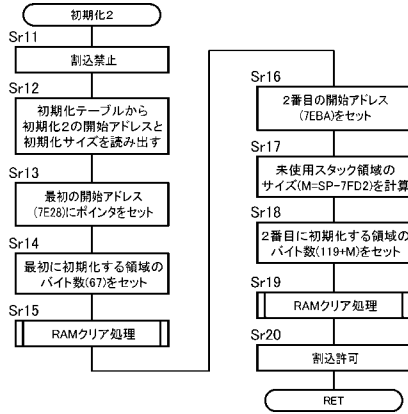 初期化2
Sr11
割込禁止
Sr12
初期化テーブルから
初期化2の開始アドレスと
初期化サイズを読み出す
Sr13
最初の開始アドレス
(7E28)にポインタをセット
Sr14
最初に初期化する領域の
バイト数(67)をセット
Sr15
RAMクリア処理
Sr16
2番目の開始アドレス
(7EBA)をセット
Sr17
未使用スタック領域の
サイズ(M=SP-7FD2)を計算
Sr18
2番目に初期化する領域の
バイト数(119+M)をセット
Sr19
RAMクリア処理
Sr20
割込許可
RET